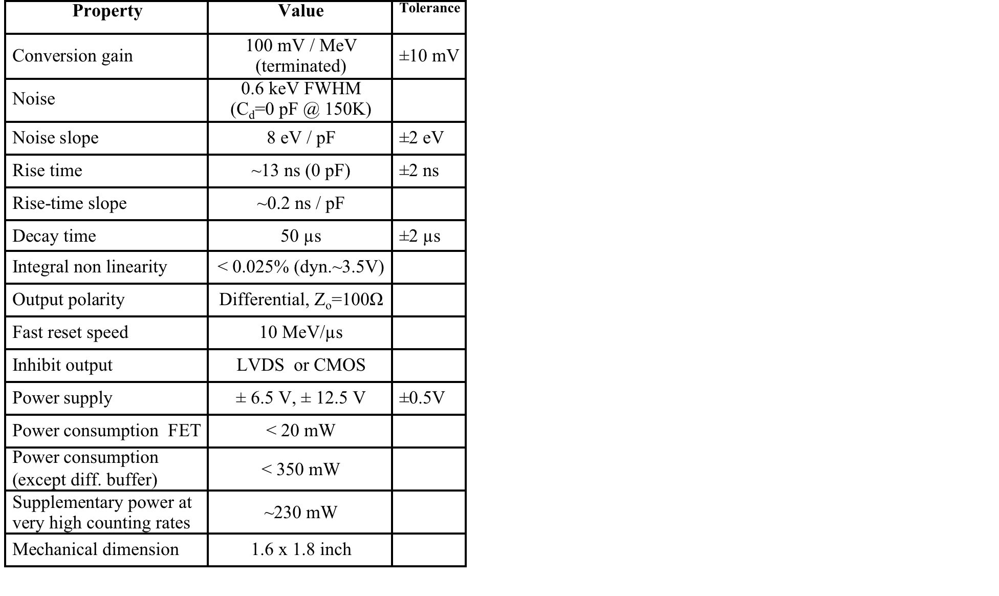 Property Value Tolerance
Conversion gain 100 mV / MeV (terminated) ±10 mV
Noise 0.6 keV FWHM (Cd=0 pF @ 150K)
Noise slope 8 eV / pF ±2 eV
Rise time ~13 ns (0 pF) ±2 ns
Rise-time slope ~0.2 ns / pF
Decay time 50 µs ±2 µs
Integral non linearity < 0.025% (dyn.~3.5V)
Output polarity Differential, Zo=100Ω
Fast reset speed 10 MeV/µs
Inhibit output LVDS or CMOS
Power supply ± 6.5 V, ± 12.5 V ±0.5V
Power consumption FET < 20 mW
Power consumption (except diff. buffer) < 350 mW
Supplementary power at very high counting rates ~230 mW
Mechanical dimension 1.6 x 1.8 inch